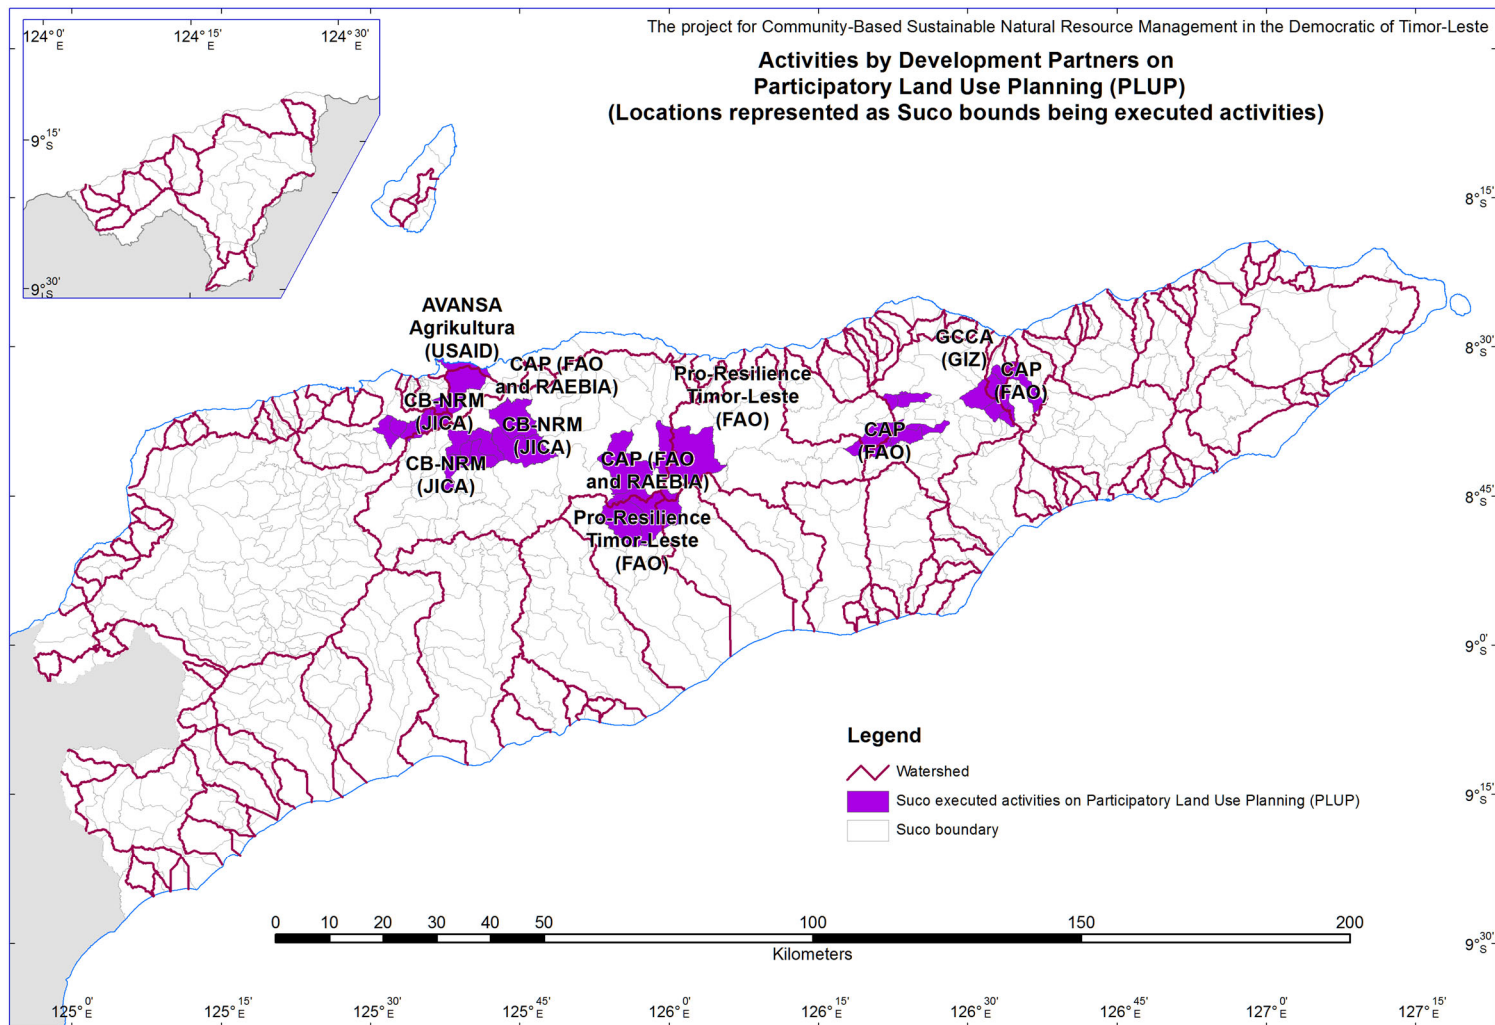 The project for Community-Based Sustainable Natural Resource Management in the Democratic of Timor-Leste
Activities by Development Partners on
Participatory Land Use Planning (PLUP)
(Locations represented as Suco bounds being executed activities)
124° 0' E
124° 15' E
124° 30' E
9° 15' S
9° 30' S
8° 15' S
8° 30' S
8° 45' S
9° 0' S
9° 15' S
9° 30' S
AVANSA
Agrikultura
(USAID)
CAP (FAO
and RAEBIA)
CB-NRM
(JICA)
CB-NRM
(JICA)
CB-NRM
(JICA)
Pro-Resilience
Timor-Leste
(FAO)
CAP (FAO
and RAEBIA)
Pro-Resilience
Timor-Leste
(FAO)
GCCA
(GIZ)
CAP
(FAO)
CAP
(FAO)
Legend
Watershed
Suco executed activities on Participatory Land Use Planning (PLUP)
Suco boundary
0 10 20 30 40 50 100 150 200
Kilometers
125° 0' E
125° 15' E
125° 30' E
125° 45' E
126° 0' E
126° 15' E
126° 30' E
126° 45' E
127° 0' E
127° 15' E